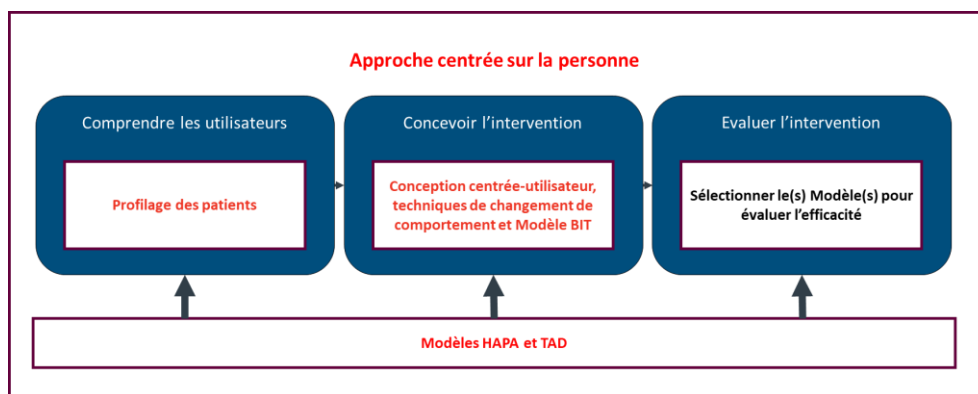 Approche centrée sur la personne
Comprendre les utilisateurs
Profilage des patients
Concevoir l'intervention
Conception centrée-utilisateur,
techniques de changement de
comportement et Modèle BIT
Evaluer l'intervention
Sélectionner le(s) Modèle(s) pour
évaluer l'efficacité
Modèles HAPA et TAD